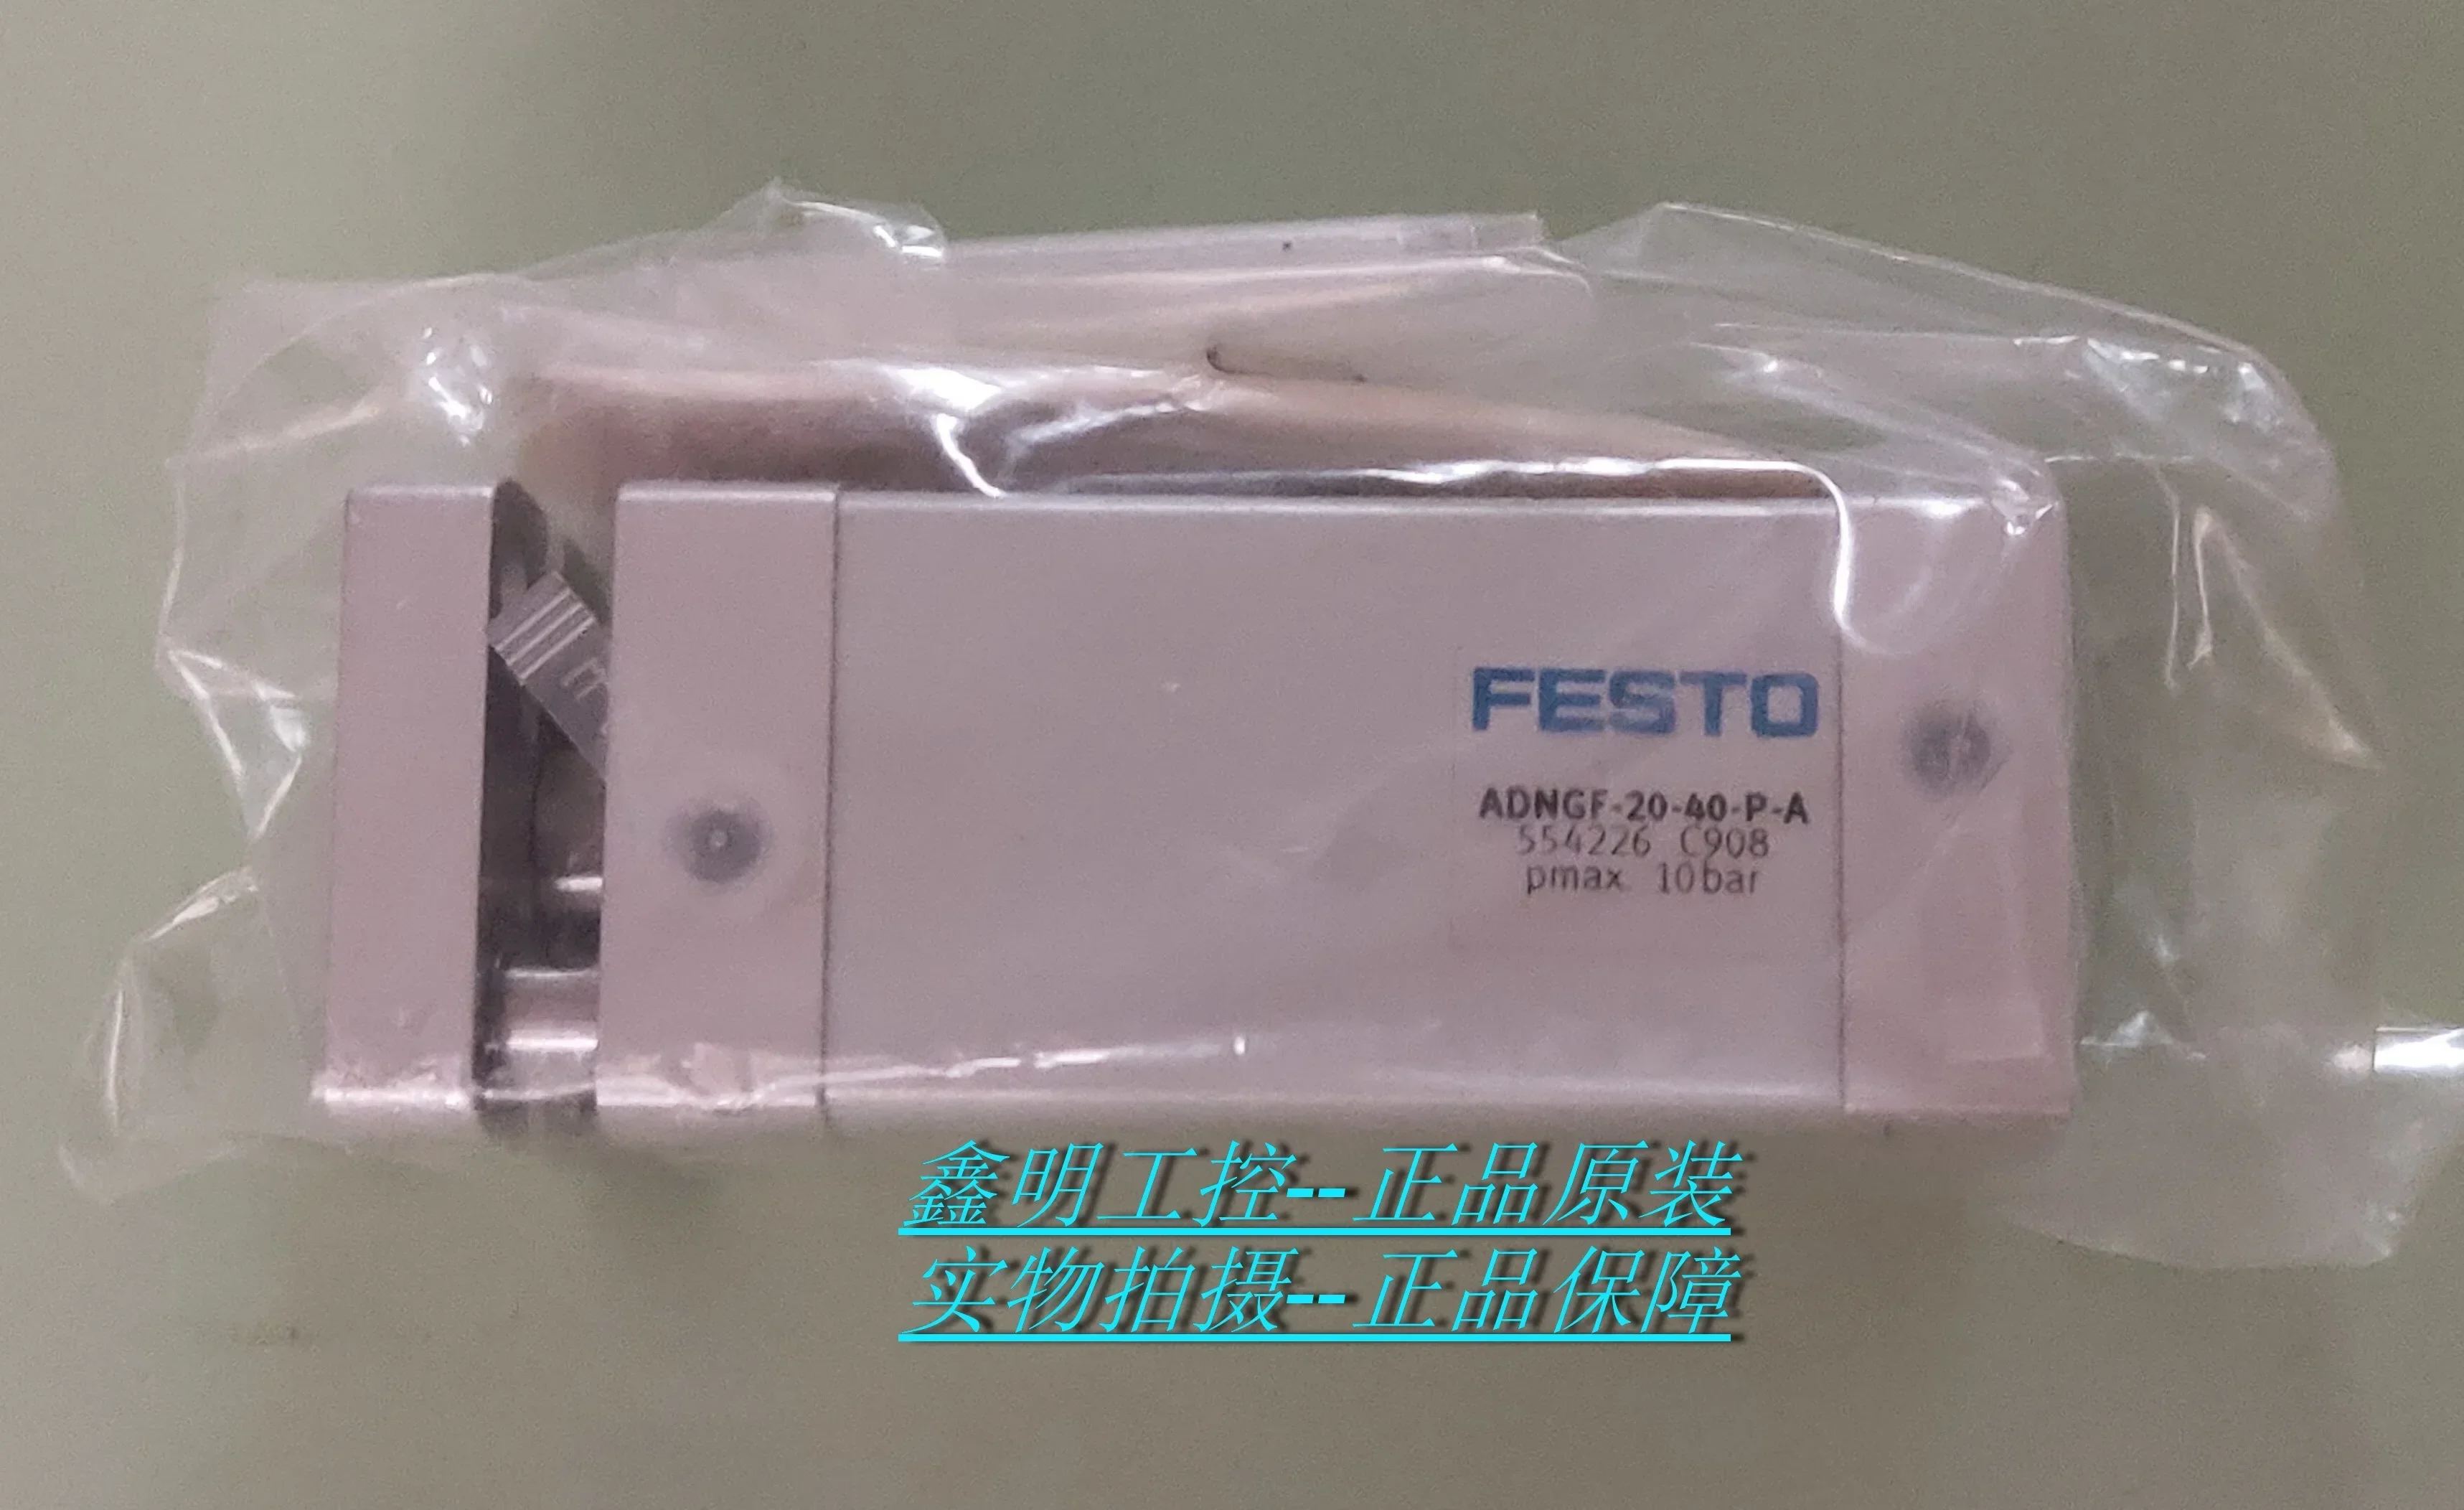 FESTO
ADNGF-20-40-P-A
554226 C908
pmax. 10bar
鑫明工控--正品原装
实物拍摄--正品保障